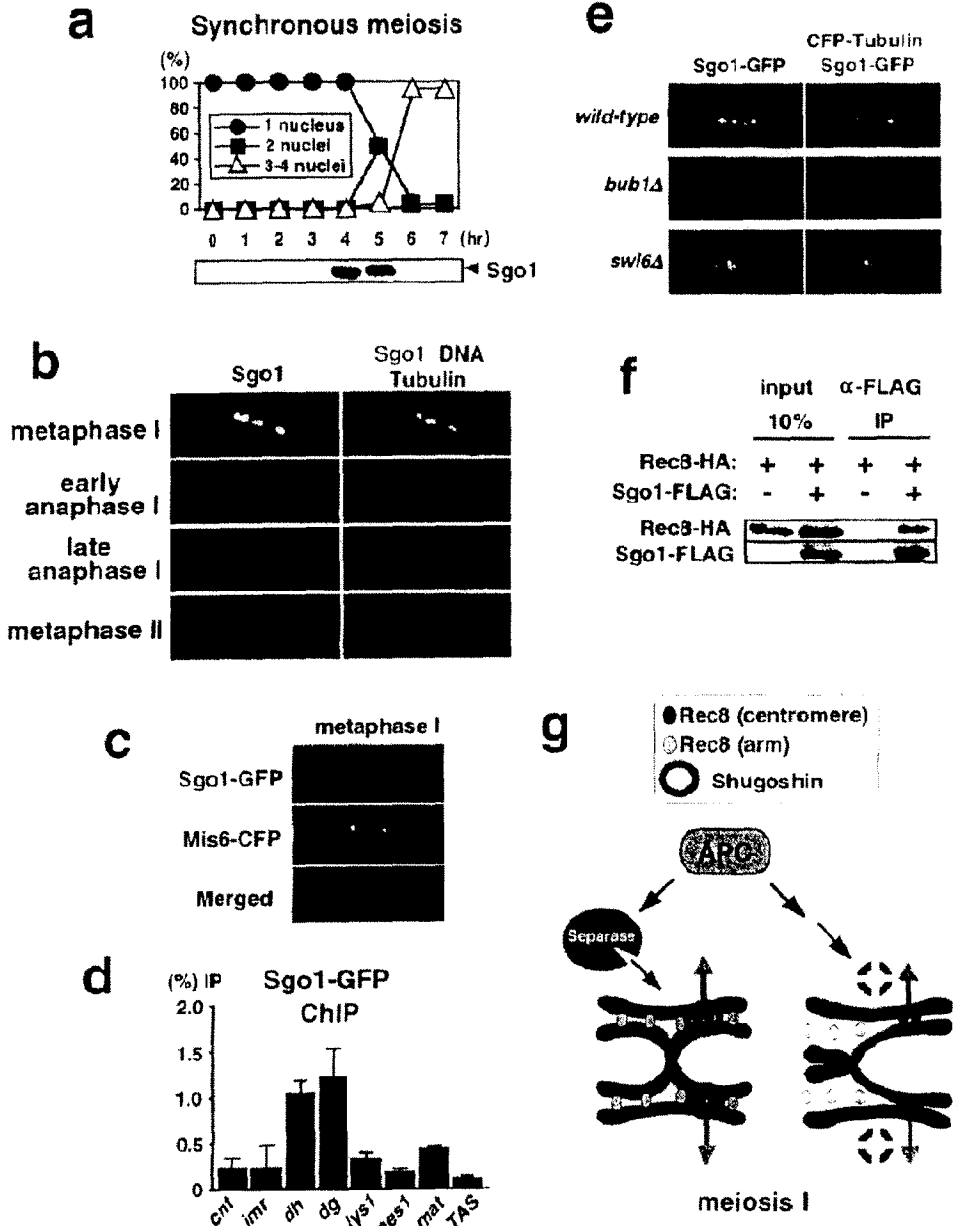 a
Synchronous meiosis
(%)
100
80
60
40
20
0
1 nucleus
2 nuclei
3-4 nuclei
0 1 2 3 4 5 6 7 (hr)
Sgo1
b
Sgo1
Sgo1 DNA
Tubulin
metaphase I
early
anaphase I
late
anaphase I
metaphase II
c
metaphase I
Sgo1-GFP
Mis6-CFP
Merged
d
(%) IP
Sgo1-GFP
ChIP
2.0
1.5
1.0
0.5
0
cnt imr dh dg lys1 mes1 mat TAS
e
Sgo1-GFP
CFP-Tubulin
Sgo1-GFP
wild-type
bub1Δ
swi6Δ
f
input α-FLAG
10% IP
Rec8-HA: + + + +
Sgo1-FLAG: - + - +
Rec8-HA
Sgo1-FLAG
g
Rec8 (centromere)
Rec8 (arm)
Shugoshin
APC
Separase
meiosis I